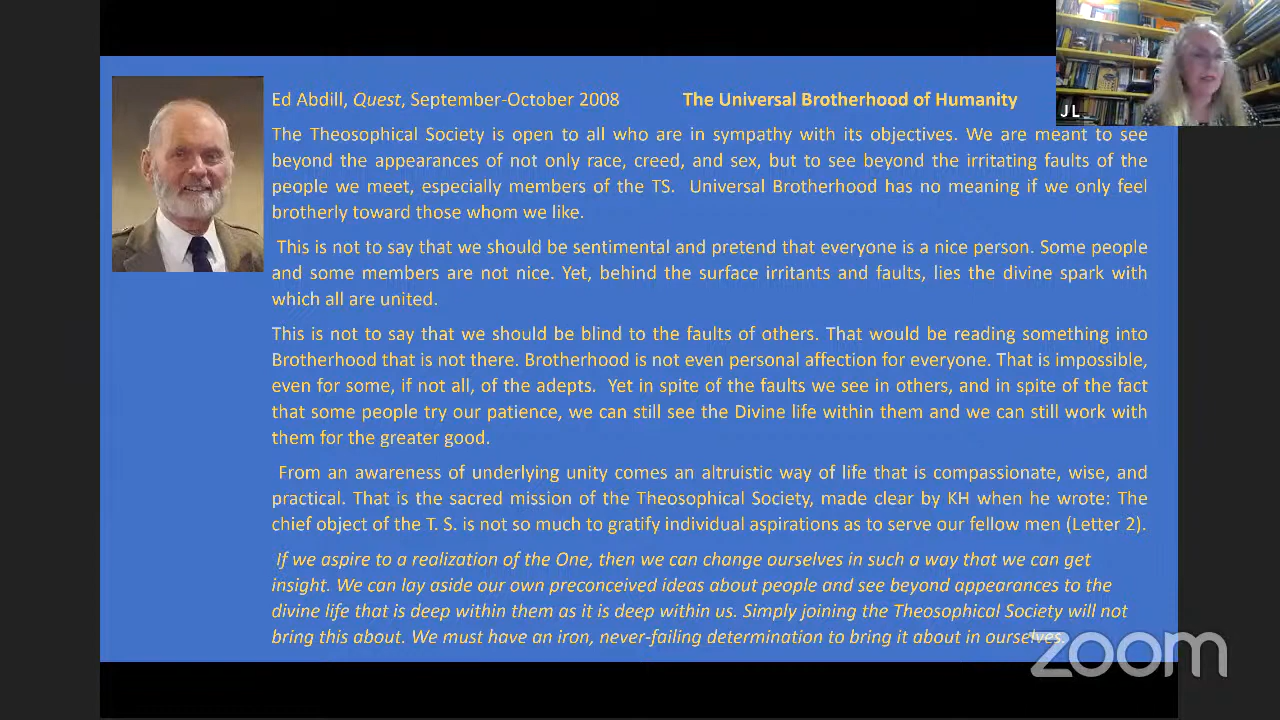 Ed Abdill, Quest, September-October 2008 The Universal Brotherhood of Humanity
JL
The Theosophical Society is open to all who are in sympathy with its objectives. We are meant to see
beyond the appearances of not only race, creed, and sex, but to see beyond the irritating faults of the
people we meet, especially members of the TS. Universal Brotherhood has no meaning if we only feel
brotherly toward those whom we like.
This is not to say that we should be sentimental and pretend that everyone is a nice person. Some people
and some members are not nice. Yet, behind the surface irritants and faults, lies the divine spark with
which all are united.
This is not to say that we should be blind to the faults of others. That would be reading something into
Brotherhood that is not there. Brotherhood is not even personal affection for everyone. That is impossible,
even for some, if not all, of the adepts. Yet in spite of the faults we see in others, and in spite of the fact
that some people try our patience, we can still see the Divine life within them and we can still work with
them for the greater good.
From an awareness of underlying unity comes an altruistic way of life that is compassionate, wise, and
practical. That is the sacred mission of the Theosophical Society, made clear by KH when he wrote: The
chief object of the T. S. is not so much to gratify individual aspirations as to serve our fellow men (Letter 2).
If we aspire to a realization of the One, then we can change ourselves in such a way that we can get
insight. We can lay aside our own preconceived ideas about people and see beyond appearances to the
divine life that is deep within them as it is deep within us. Simply joining the Theosophical Society will not
bring this about. We must have an iron, never-failing determination to bring it about in ourselves.
zoom